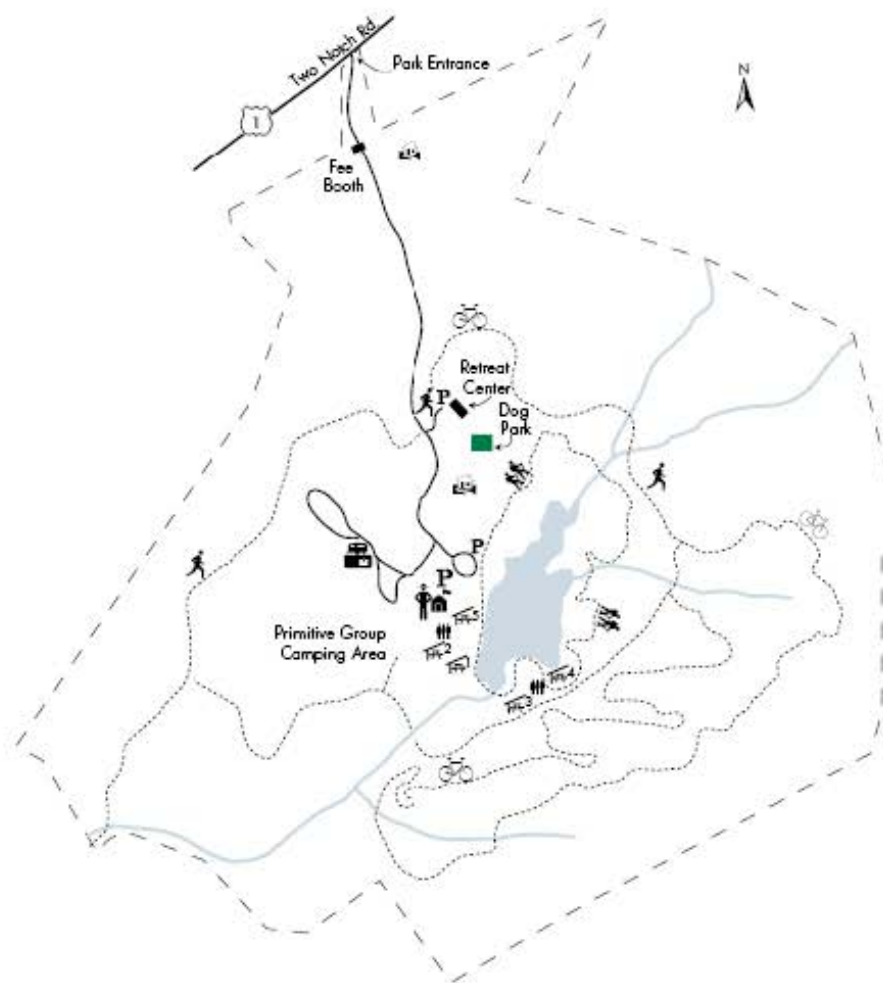 Two Notch Rd.
Park Entrance
N
1
Fee
Booth
Retreat
Center
P
Dog
Park
P
P
5
Primitive Group
Camping Area
2
1
4
3